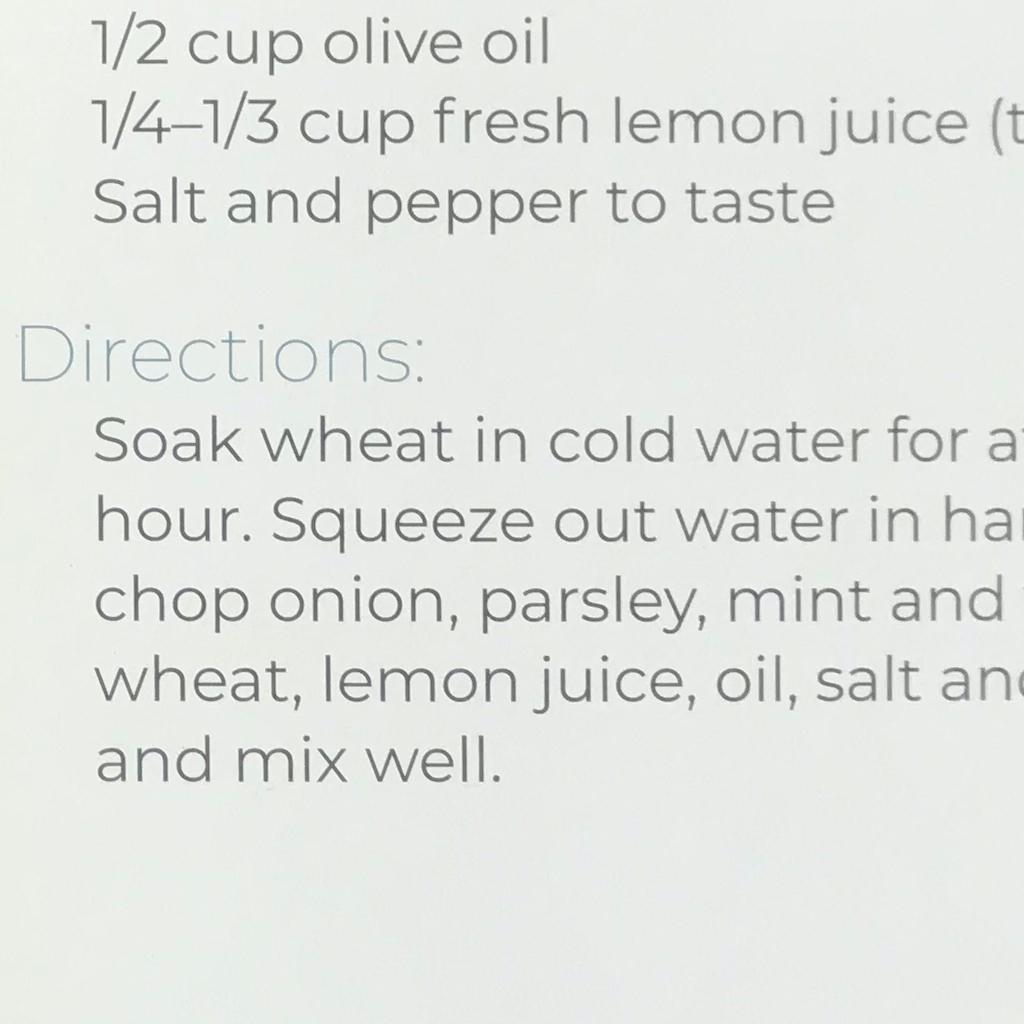 1/2 cup olive oil
1/4–1/3 cup fresh lemon juice
Salt and pepper to taste
Directions:
Soak wheat in cold water for
hour. Squeeze out water in
chop onion, parsley, mint and
wheat, lemon juice, oil, salt
and mix well.